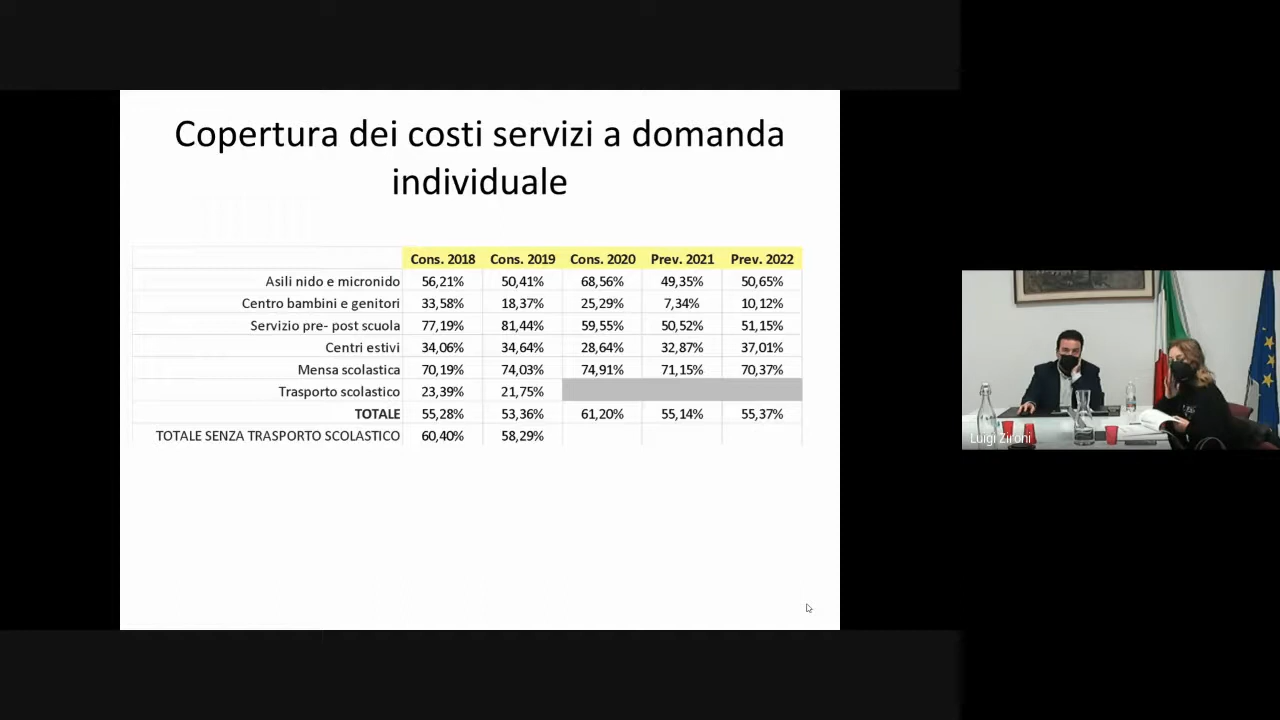 Copertura dei costi servizi a domanda
individuale
Cons. 2018 Cons. 2019 Cons. 2020 Prev. 2021 Prev. 2022
Asili nido e micronido 56,21% 50,41% 68,56% 49,35% 50,65%
Centro bambini e genitori 33,58% 18,37% 25,29% 7,34% 10,12%
Servizio pre- post scuola 77,19% 81,44% 59,55% 50,52% 51,15%
Centri estivi 34,06% 34,64% 28,64% 32,87% 37,01%
Mensa scolastica 70,19% 74,03% 74,91% 71,15% 70,37%
Trasporto scolastico 23,39% 21,75%
TOTALE 55,28% 53,36% 61,20% 55,14% 55,37%
TOTALE SENZA TRASPORTO SCOLASTICO 60,40% 58,29%
Luigi Zironi